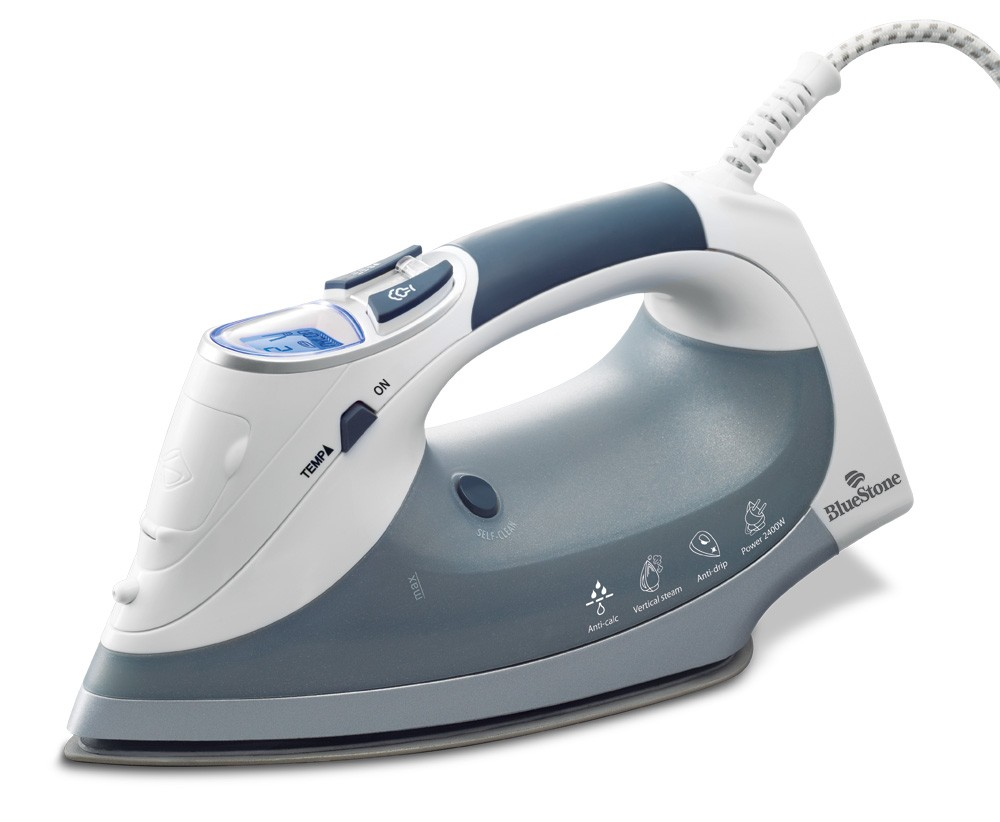 ON
TEMP▲
SELF-CLEAN
max
Anti-calc
Vertical steam
Anti-drip
Power 2400W
BlueStone